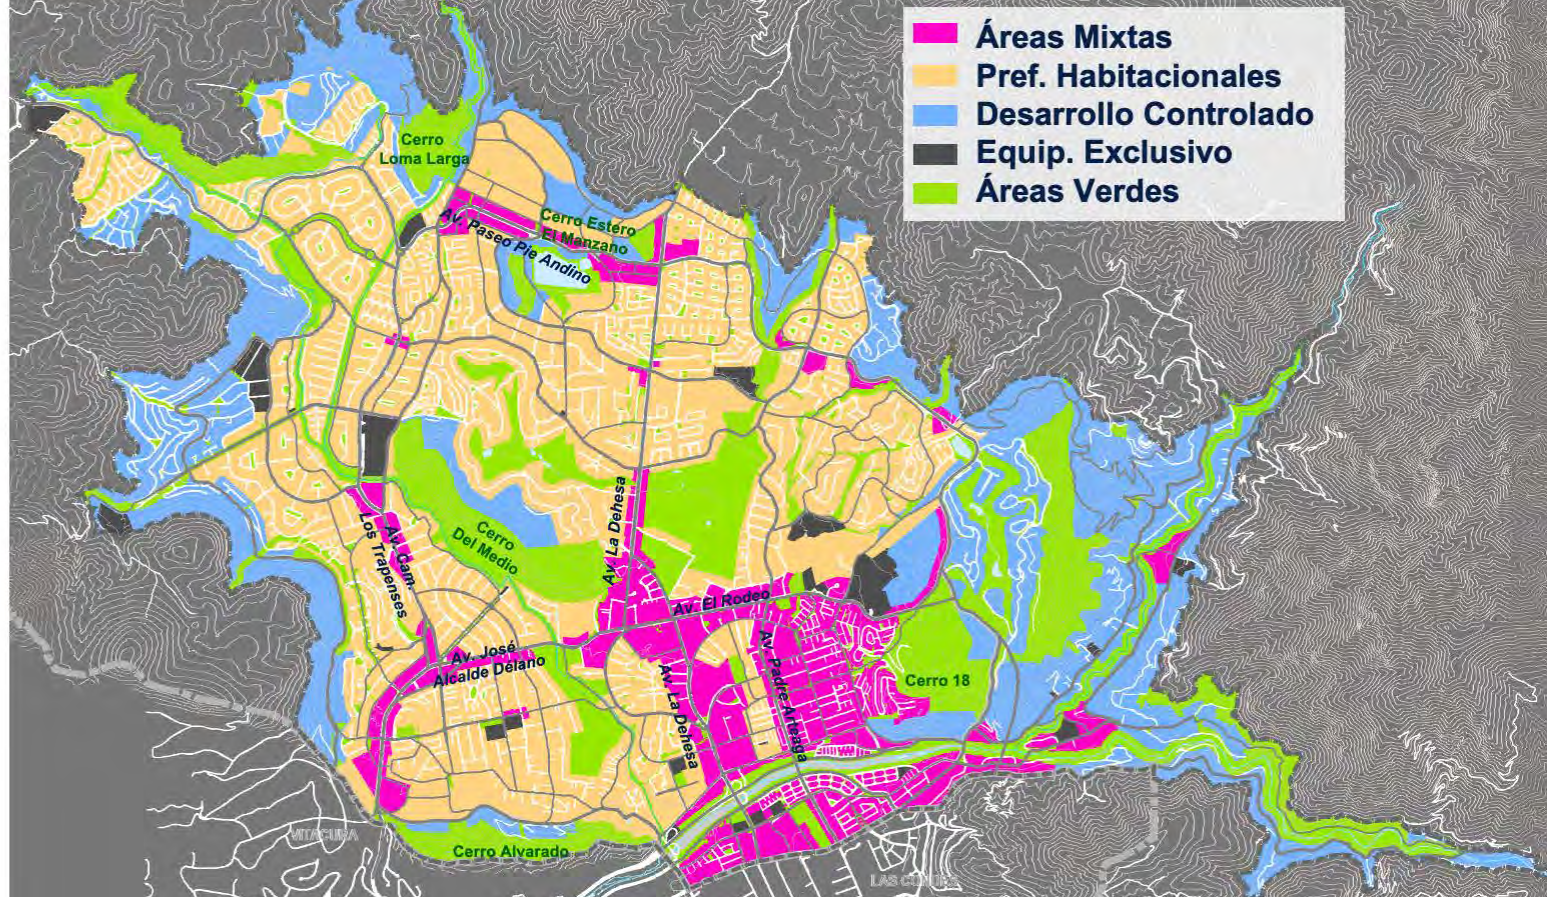 Áreas Mixtas
Pref. Habitacionales
Desarrollo Controlado
Equip. Exclusivo
Áreas Verdes
Cerro
Loma Larga
Av. Paseo Pie Andino
Cerro Estero
El Manzano
Av. La Dehesa
Cerro
Del Medio
Av. Cam.
Los Trapenses
Av. El Rodeo
Av. José
Alcalde Délano
Av. La Dehesa
Av. Padre Arteaga
Cerro 18
Cerro Alvarado
VITACURA
LAS CONDES